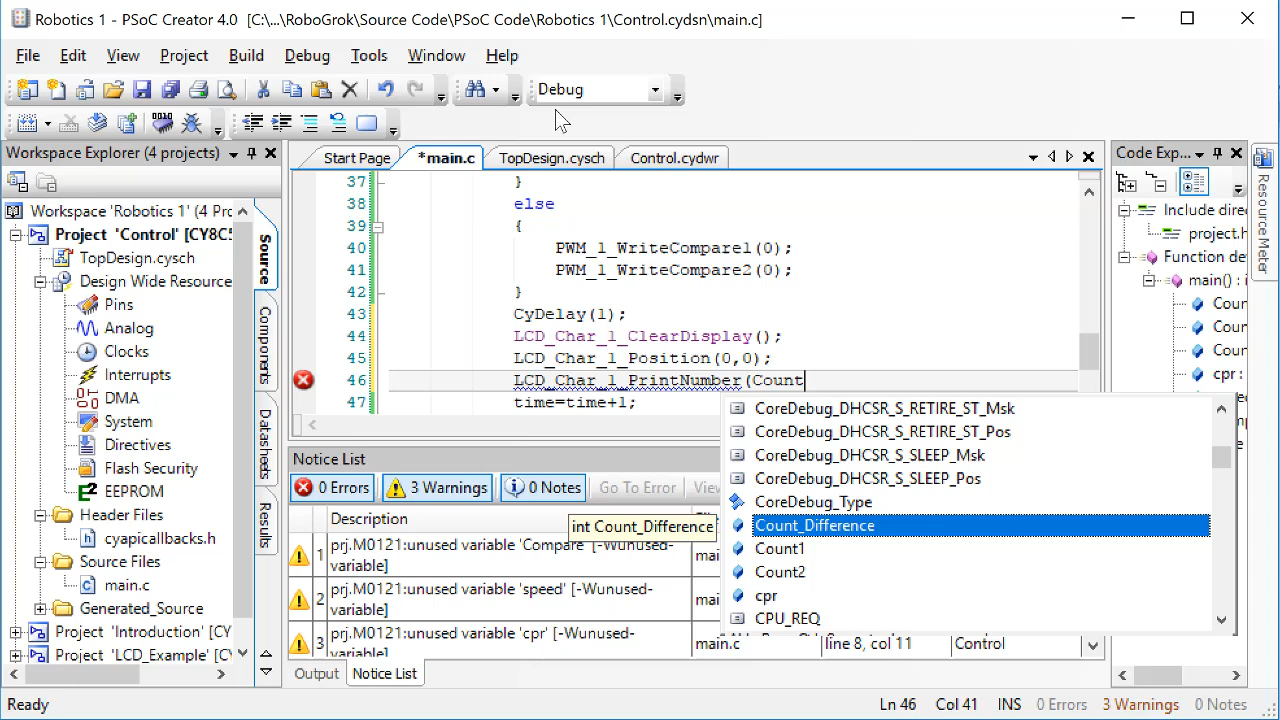 Robotics 1 - PSoC Creator 4.0 [C:\...\RoboGrok\Source Code\PSoC Code\Robotics 1\Control.cydsn\main.c]
File Edit View Project Build Debug Tools Window Help
Debug
Workspace Explorer (4 projects)
Workspace 'Robotics 1' (4 Prc
Project 'Control' [CY8C5
TopDesign.cysch
Design Wide Resource
Pins
Analog
Clocks
Interrupts
DMA
System
Directives
Flash Security
EEPROM
Header Files
cyapicallbacks.h
Source Files
main.c
Generated_Source
Project 'Introduction' [CY
Project 'LCD_Example' [CY
Source
Components
Datasheets
Results
Start Page *main.c TopDesign.cysch Control.cydwr
37 }
38 else
39 {
40 PWM_1_WriteCompare1(0);
41 PWM_1_WriteCompare2(0);
42 }
43 CyDelay(1);
44 LCD_Char_1_ClearDisplay();
45 LCD_Char_1_Position(0,0);
46 LCD_Char_1_PrintNumber(Count
47 time=time+1;
CoreDebug_DHCSR_S_RETIRE_ST_Msk
CoreDebug_DHCSR_S_RETIRE_ST_Pos
CoreDebug_DHCSR_S_SLEEP_Msk
CoreDebug_DHCSR_S_SLEEP_Pos
CoreDebug_Type
Count_Difference
Count1
Count2
cpr
CPU_REQ
int Count_Difference
Notice List
0 Errors 3 Warnings 0 Notes Go To Error View
Description
1 prj.M0121:unused variable 'Compare' [-Wunused-
variable] mai
2 prj.M0121:unused variable 'speed' [-Wunused-
variable] mai
3 prj.M0121:unused variable 'cpr' [-Wunused-
variable] main.c line 8, col 11 Control
Output Notice List
Code Exp...
Include direc
project.h
Function def
main() : i
Coun
Coun
cpr :
Resource Meter
Ready Ln 46 Col 41 INS 0 Errors 3 Warnings 0 Notes